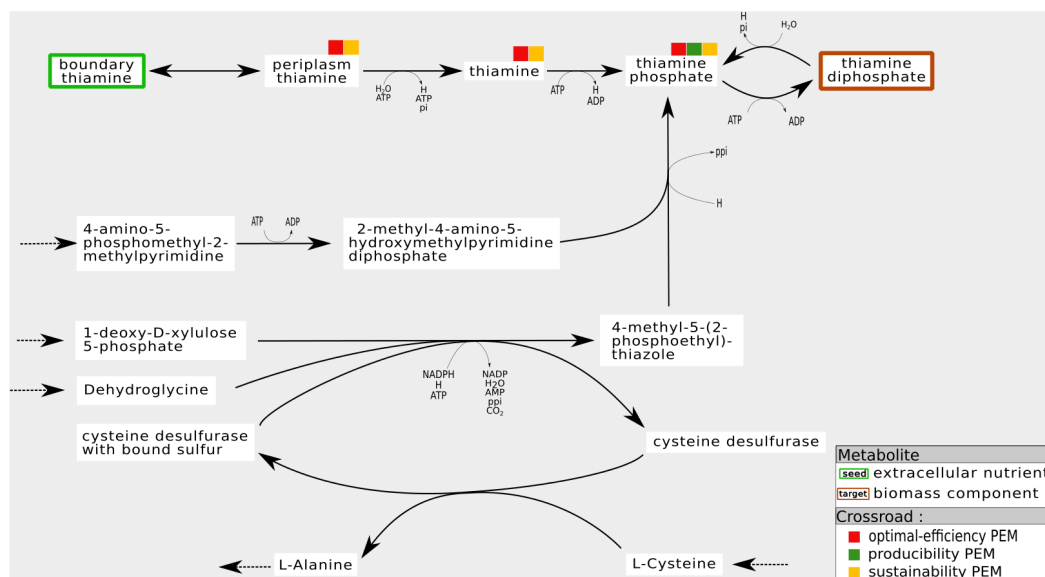 boundary
thiamine
periplasm
thiamine
thiamine
thiamine
phosphate
thiamine
diphosphate
H
pi
H₂O
H₂O
ATP
H
ATP
pi
ATP
H
ADP
ATP
ADP
ppi
H
4-amino-5-
phosphomethyl-2-
methylpyrimidine
ATP
ADP
2-methyl-4-amino-5-
hydroxymethylpyrimidine
diphosphate
1-deoxy-D-xylulose
5-phosphate
4-methyl-5-(2-
phosphoethyl)-
thiazole
NADPH
H
ATP
NADP
H2O
AMP
ppi
CO₂
Dehydroglycine
cysteine desulfurase
with bound sulfur
cysteine desulfurase
L-Alanine
L-Cysteine
Metabolite
seed extracellular nutrient
target biomass component
Crossroad :
optimal-efficiency PEM
producibility PEM
sustainability PEM